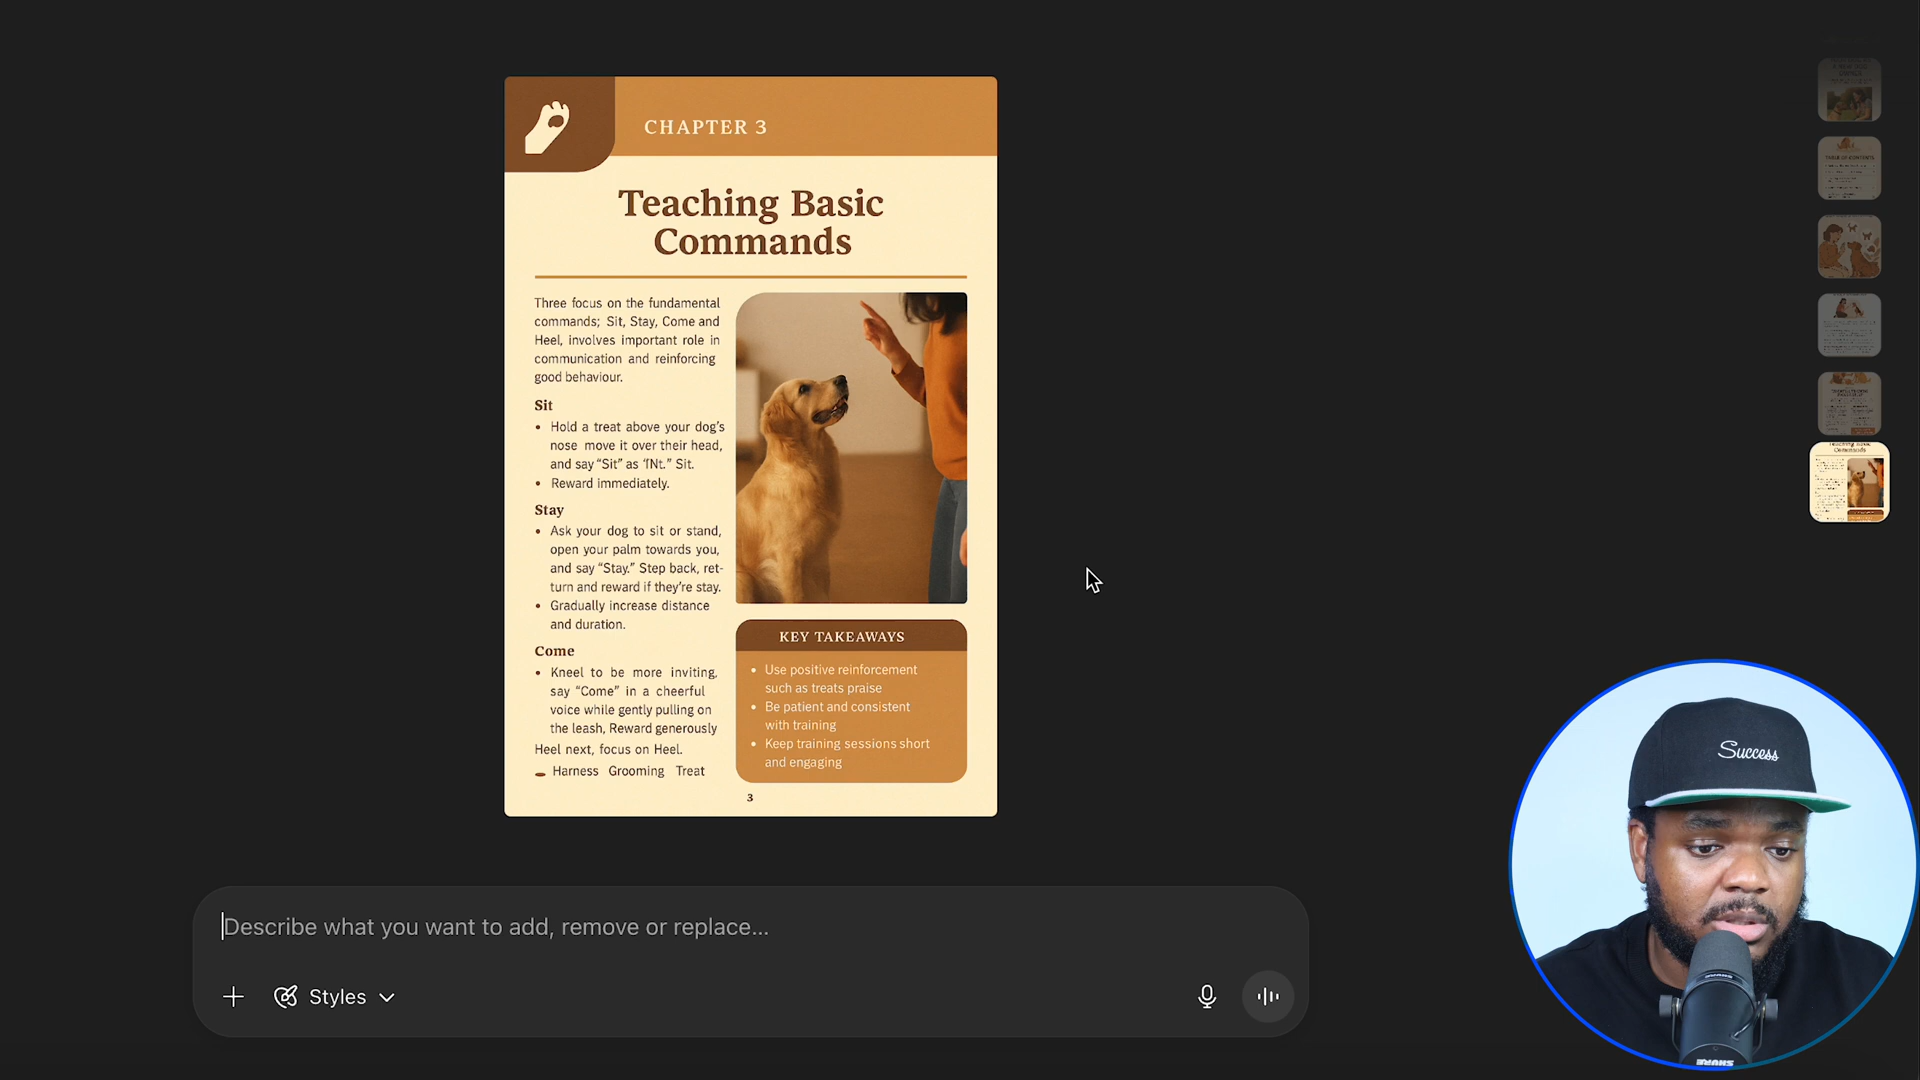 CHAPTER 3
Teaching Basic
Commands
Three focus on the fundamental
commands; Sit, Stay, Come and
Heel, involves important role in
communication and reinforcing
good behaviour.
Sit
• Hold a treat above your dog's
nose move it over their head,
and say “Sit” as 'INt.” Sit.
• Reward immediately.
Stay
• Ask your dog to sit or stand,
open your palm towards you,
and say “Stay.” Step back, ret-
turn and reward if they're stay.
• Gradually increase distance
and duration.
Come
• Kneel to be more inviting,
say “Come” in a cheerful
voice while gently pulling on
the leash, Reward generously
Heel next, focus on Heel.
Harness Grooming Treat
KEY TAKEAWAYS
• Use positive reinforcement
such as treats praise
• Be patient and consistent
with training
• Keep training sessions short
and engaging
3
Describe what you want to add, remove or replace...
Styles
TABLE OF CONTENTS
Teaching Basic
Commands
Success
SHURE